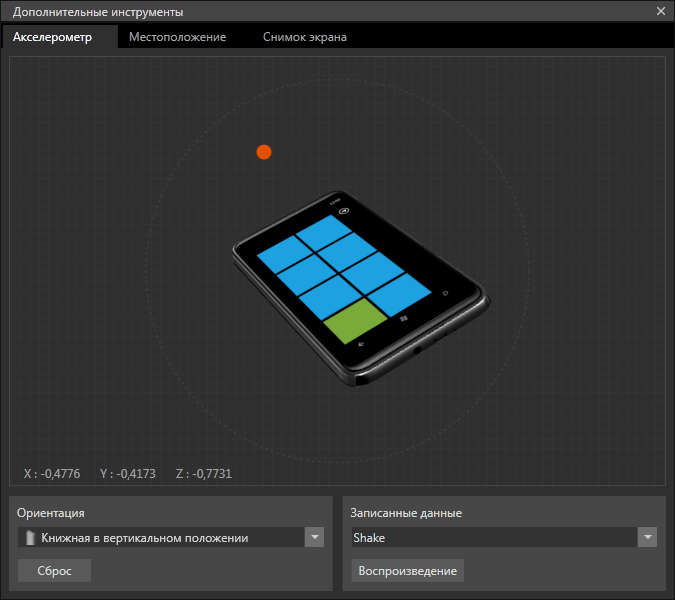 Дополнительные инструменты
Акселерометр Местоположение Снимок экрана
X : -0,4776 Y : -0,4173 Z : -0,7731
Ориентация
Книжная в вертикальном положении
Сброс
Записанные данные
Shake
Воспроизведение